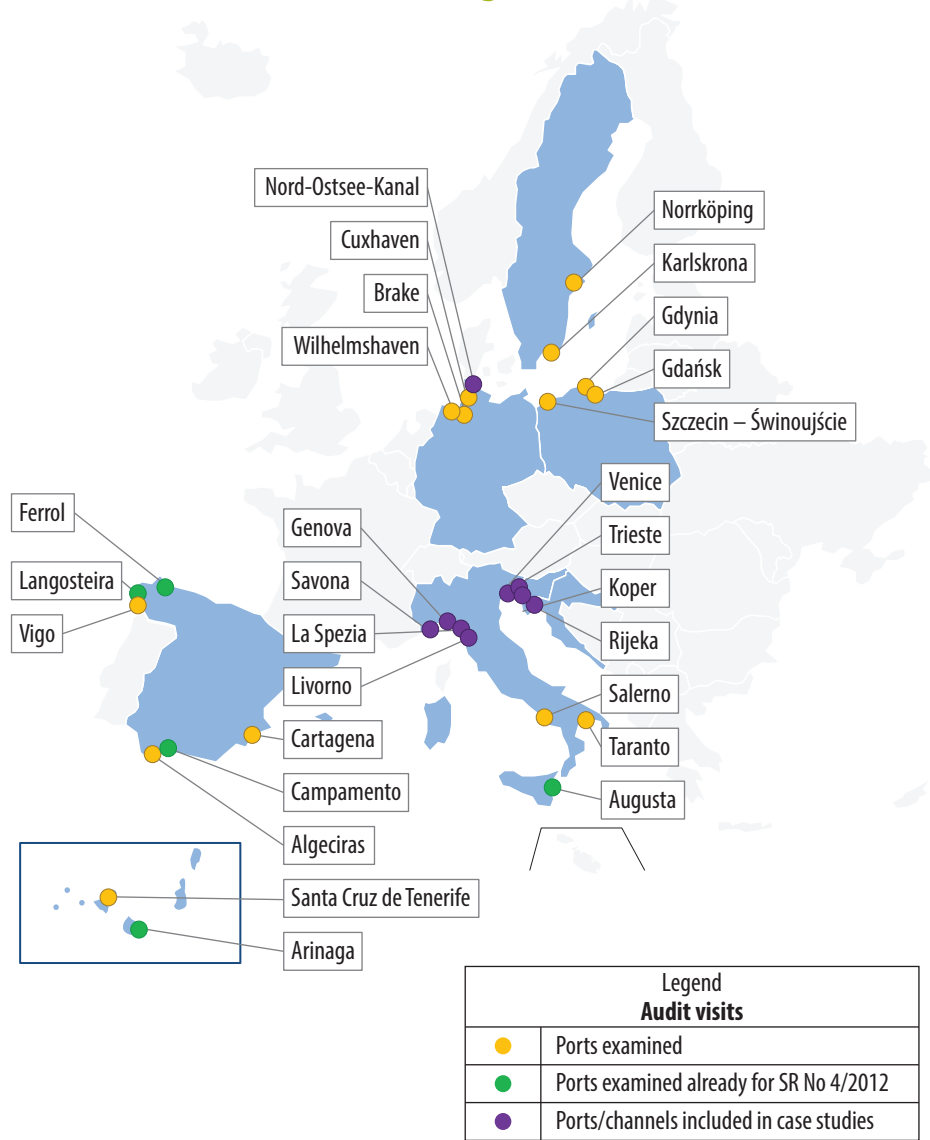 Nord-Ostsee-Kanal
Cuxhaven
Brake
Wilhelmshaven
Norrköping
Karlskrona
Gdynia
Gdańsk
Szczecin – Świnoujście
Venice
Trieste
Koper
Rijeka
Ferrol
Langosteira
Vigo
Genova
Savona
La Spezia
Livorno
Salerno
Taranto
Augusta
Cartagena
Campamento
Algeciras
Santa Cruz de Tenerife
Arinaga
Legend
Audit visits
Ports examined
Ports examined already for SR No 4/2012
Ports/channels included in case studies